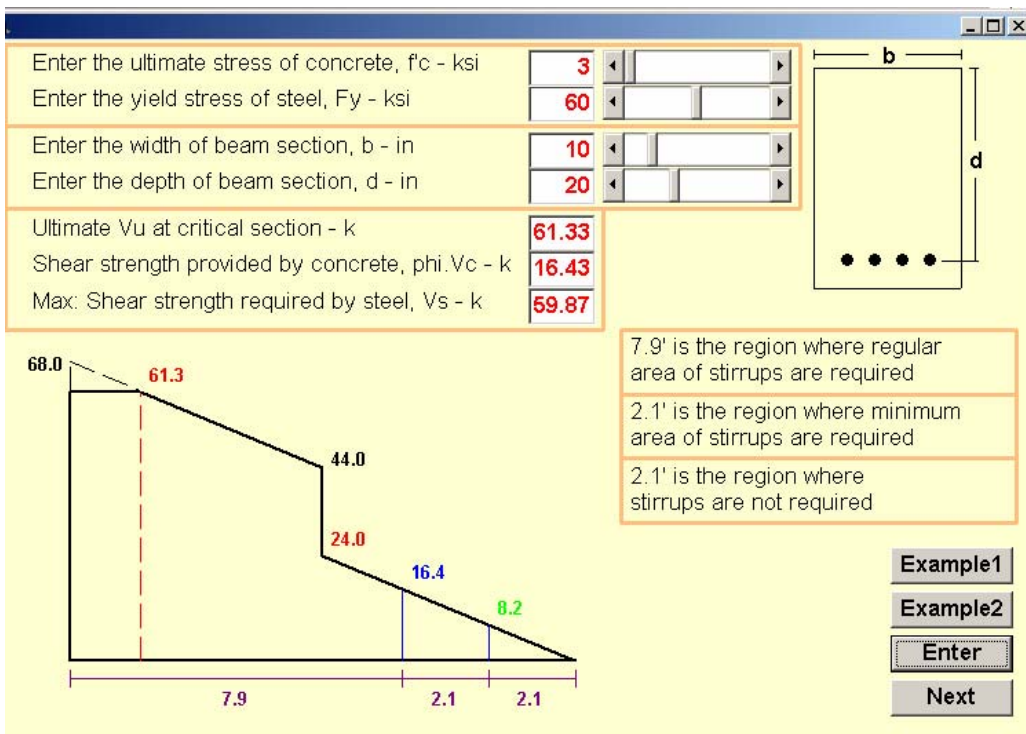 Enter the ultimate stress of concrete, f'c - ksi 3
Enter the yield stress of steel, Fy - ksi 60
Enter the width of beam section, b - in 10
Enter the depth of beam section, d - in 20
Ultimate Vu at critical section - k 61.33
Shear strength provided by concrete, phi.Vc - k 16.43
Max: Shear strength required by steel, Vs - k 59.87
b
d
7.9' is the region where regular
area of stirrups are required
2.1' is the region where minimum
area of stirrups are required
2.1' is the region where
stirrups are not required
68.0
61.3
44.0
24.0
16.4
8.2
7.9 2.1 2.1
Example1
Example2
Enter
Next